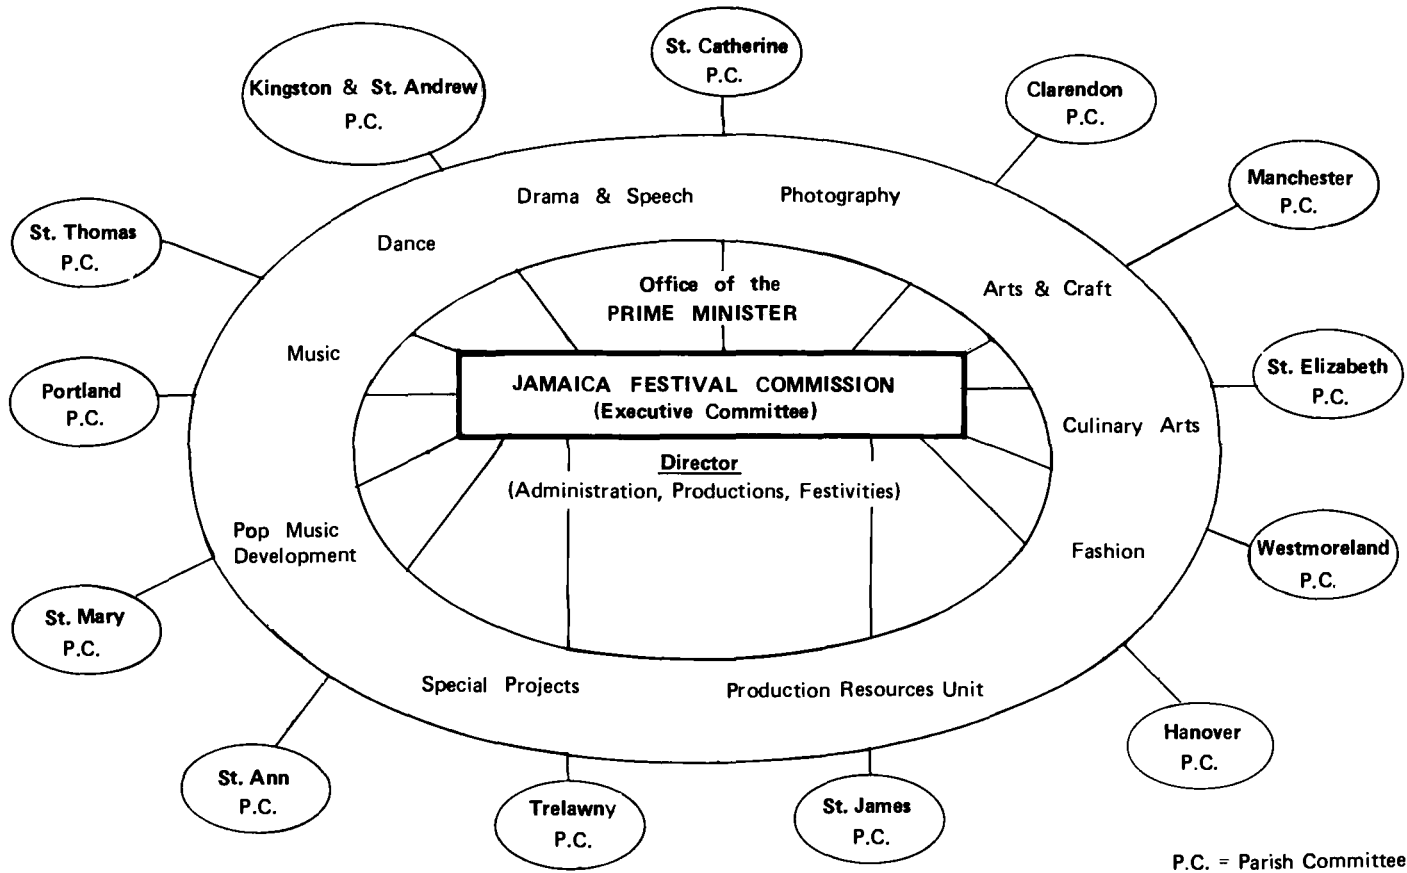 St. Catherine
P.C.
Kingston & St. Andrew
P.C.
Clarendon
P.C.
Manchester
P.C.
Drama & Speech
Photography
St. Thomas
P.C.
Dance
Office of the
PRIME MINISTER
Arts & Craft
Music
JAMAICA FESTIVAL COMMISSION
(Executive Committee)
St. Elizabeth
P.C.
Portland
P.C.
Culinary Arts
Director
(Administration, Productions, Festivities)
Pop Music
Development
Fashion
Westmoreland
P.C.
St. Mary
P.C.
Special Projects
Production Resources Unit
Hanover
P.C.
St. Ann
P.C.
Trelawny
P.C.
St. James
P.C.
P.C. = Parish Committee